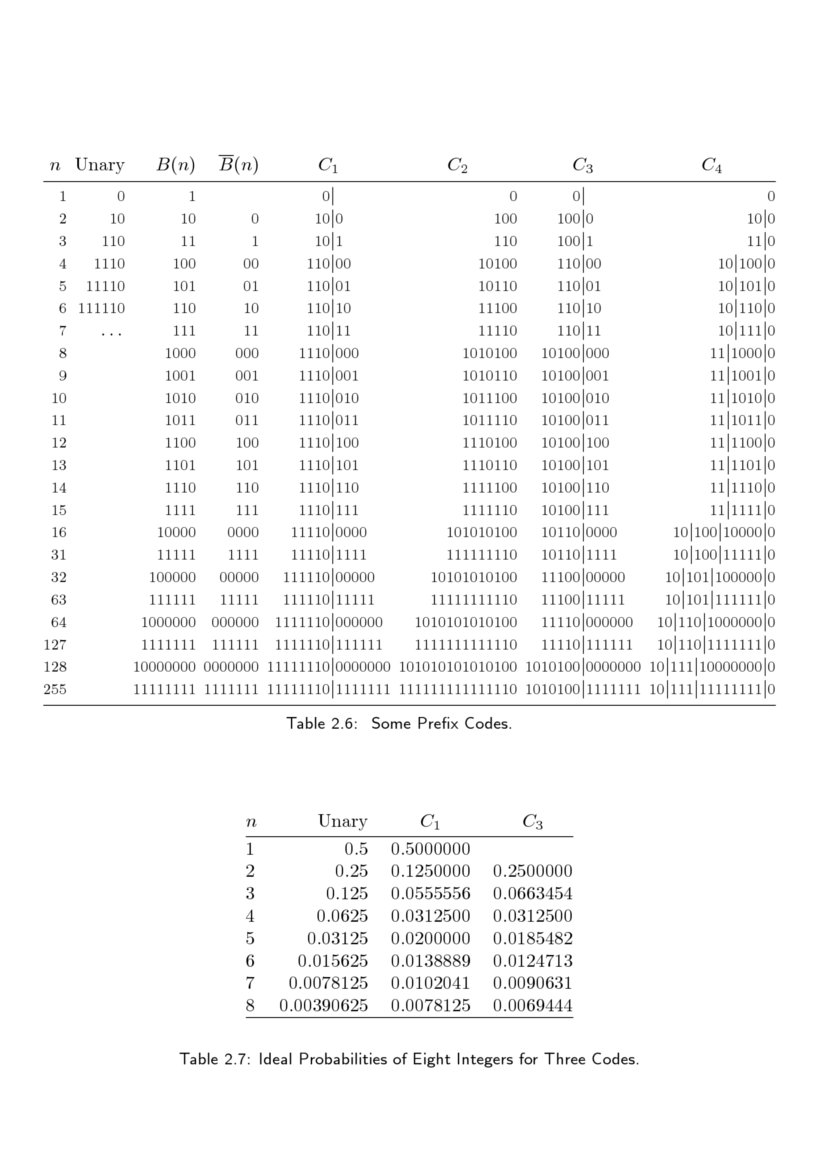 n Unary B(n) B̅(n) C₁ C₂ C₃ C₄
1 0 1 0| 0 0| 0
2 10 10 0 10|0 100 100|0 10|0
3 110 11 1 10|1 110 100|1 11|0
4 1110 100 00 110|00 10100 110|00 10|100|0
5 11110 101 01 110|01 10110 110|01 10|101|0
6 111110 110 10 110|10 11100 110|10 10|110|0
7 ... 111 11 110|11 11110 110|11 10|111|0
8 1000 000 1110|000 1010100 10100|000 11|1000|0
9 1001 001 1110|001 1010110 10100|001 11|1001|0
10 1010 010 1110|010 1011100 10100|010 11|1010|0
11 1011 011 1110|011 1011110 10100|011 11|1011|0
12 1100 100 1110|100 1110100 10100|100 11|1100|0
13 1101 101 1110|101 1110110 10100|101 11|1101|0
14 1110 110 1110|110 1111100 10100|110 11|1110|0
15 1111 111 1110|111 1111110 10100|111 11|1111|0
16 10000 0000 11110|0000 101010100 10110|0000 10|100|10000|0
31 11111 1111 11110|1111 111111110 10110|1111 10|100|11111|0
32 100000 00000 111110|00000 10101010100 11100|00000 10|101|100000|0
63 111111 11111 111110|11111 11111111110 11100|11111 10|101|111111|0
64 1000000 000000 1111110|000000 1010101010100 11110|000000 10|110|1000000|0
127 1111111 111111 1111110|111111 1111111111110 11110|111111 10|110|1111111|0
128 10000000 0000000 11111110|0000000 101010101010100 1010100|0000000 10|111|10000000|0
255 11111111 1111111 11111110|1111111 111111111111110 1010100|1111111 10|111|11111111|0
Table 2.6: Some Prefix Codes.
n Unary C₁ C₃
1 0.5 0.5000000
2 0.25 0.1250000 0.2500000
3 0.125 0.0555556 0.0663454
4 0.0625 0.0312500 0.0312500
5 0.03125 0.0200000 0.0185482
6 0.015625 0.0138889 0.0124713
7 0.0078125 0.0102041 0.0090631
8 0.00390625 0.0078125 0.0069444
Table 2.7: Ideal Probabilities of Eight Integers for Three Codes.